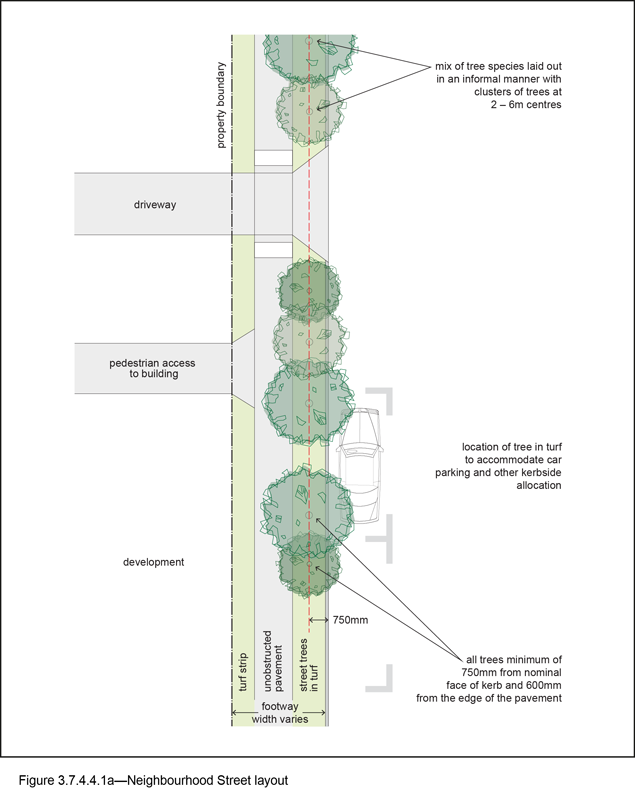 mix of tree species laid out
in an informal manner with
clusters of trees at
2 – 6m centres
property boundary
driveway
pedestrian access
to building
location of tree in turf
to accommodate car
parking and other kerbside
allocation
development
750mm
turf strip
unobstructed
pavement
street trees
in turf
all trees minimum of
750mm from nominal
face of kerb and 600mm
from the edge of the pavement
footway
width varies
Figure 3.7.4.4.1a—Neighbourhood Street layout